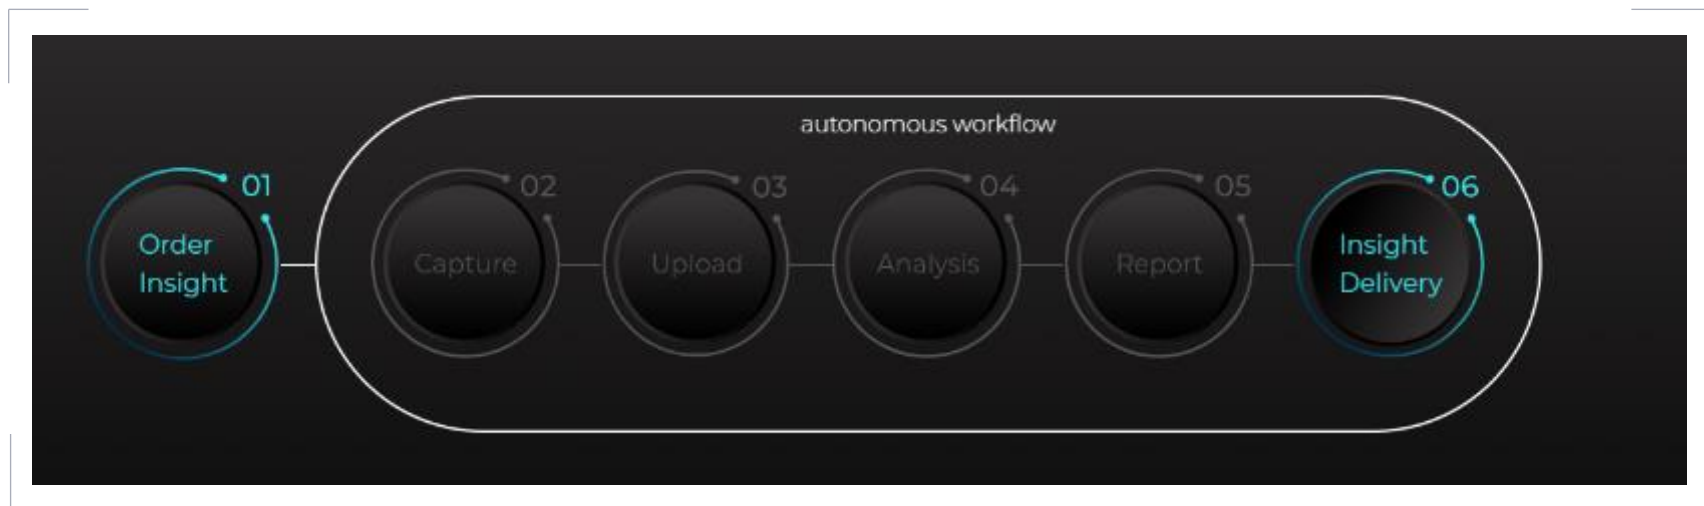 autonomous workflow
01
Order
Insight
02
Capture
03
Upload
04
Analysis
05
Report
06
Insight
Delivery